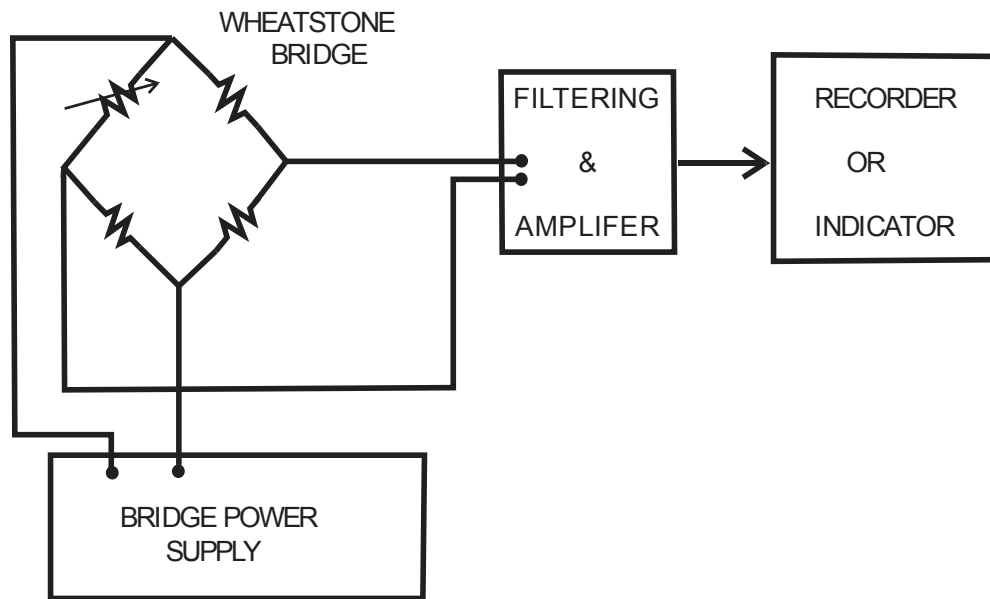 WHEATSTONE
BRIDGE
FILTERING
&
AMPLIFER
RECORDER
OR
INDICATOR
BRIDGE POWER
SUPPLY